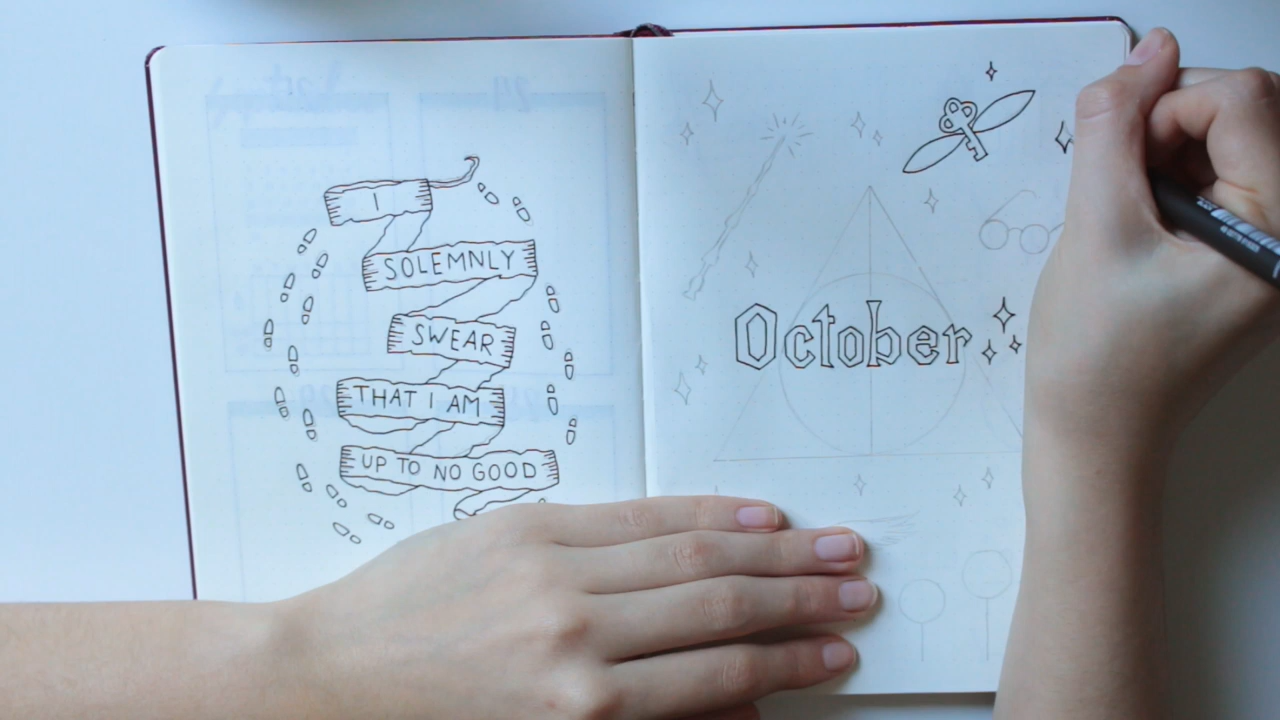 I
SOLEMNLY
SWEAR
THAT I AM
UP TO NO GOOD
October